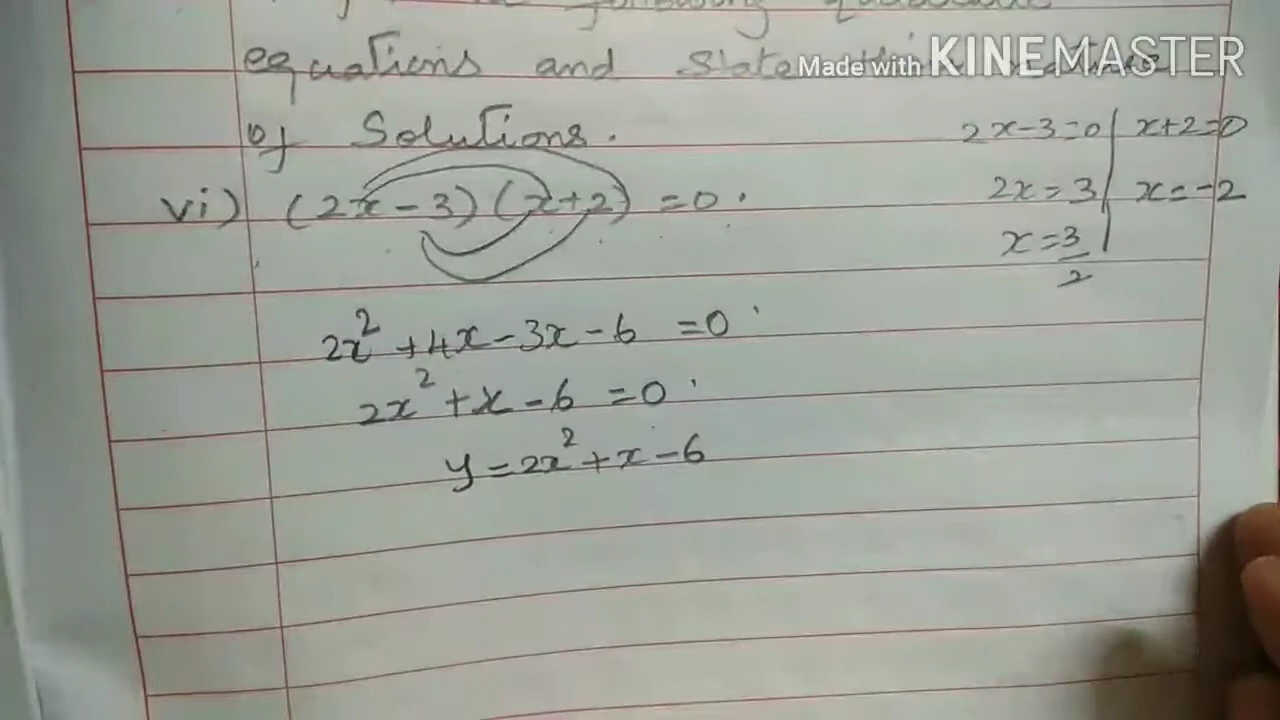 following
equations and state
Made with KINEMASTER
of Solutions.
vi) (2x-3)(x+2)=0.
2x-3=0 | x+2=0
2x=3 | x=-2
x=3/2
2x²+4x-3x-6=0
2x²+x-6=0
y=2x²+x-6